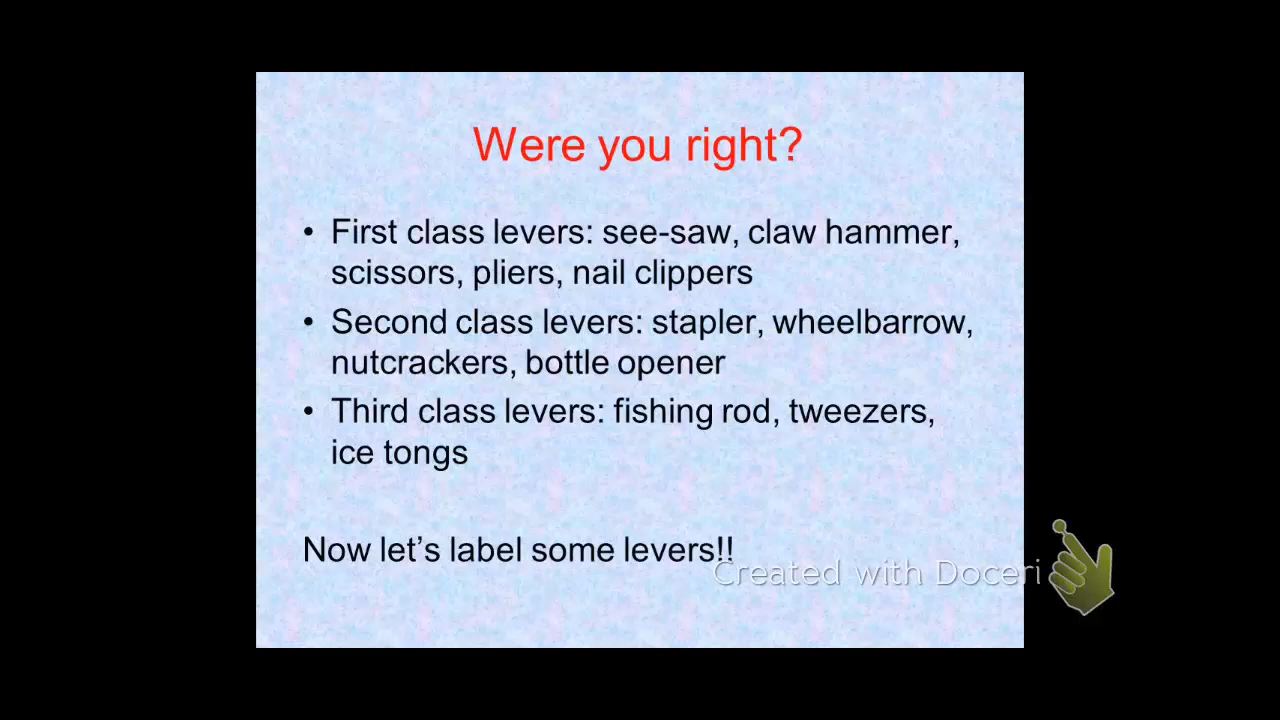 Were you right?
• First class levers: see-saw, claw hammer,
scissors, pliers, nail clippers
• Second class levers: stapler, wheelbarrow,
nutcrackers, bottle opener
• Third class levers: fishing rod, tweezers,
ice tongs
Now let’s label some levers!!
Created with Doceri